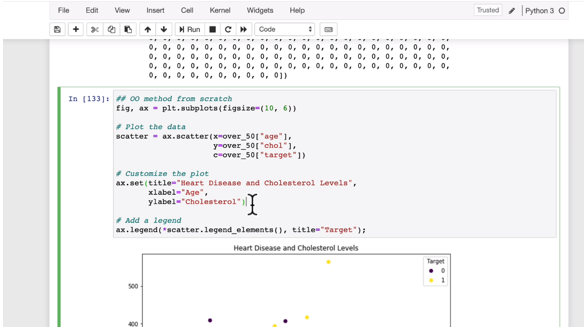 File Edit View Insert Cell Kernel Widgets Help Trusted Python 3
Run Code
0, 0, 0, 0, 0, 0, 0, 0, 0, 0, 0, 0, 0, 0, 0, 0, 0, 0, 0, 0, 0, 0,
0, 0, 0, 0, 0, 0, 0, 0, 0, 0, 0, 0, 0, 0, 0, 0, 0, 0, 0, 0, 0, 0,
0, 0, 0, 0, 0, 0, 0, 0, 0, 0, 0, 0, 0, 0, 0, 0, 0, 0, 0, 0, 0, 0,
0, 0, 0, 0, 0, 0, 0, 0, 0, 0])
In [133]: ## OO method from scratch
fig, ax = plt.subplots(figsize=(10, 6))
# Plot the data
scatter = ax.scatter(x=over_50["age"],
y=over_50["chol"],
c=over_50["target"])
# Customize the plot
ax.set(title="Heart Disease and Cholesterol Levels",
xlabel="Age",
ylabel="Cholesterol")
# Add a legend
ax.legend(*scatter.legend_elements(), title="Target");
Heart Disease and Cholesterol Levels
Target
0
1
500
400